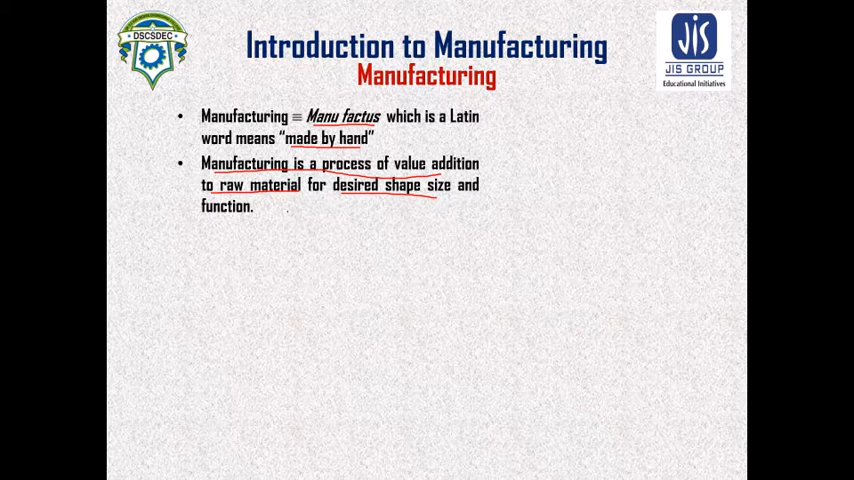 DSCSDEC
Introduction to Manufacturing
JIS
JIS GROUP
Educational Initiatives
Manufacturing
• Manufacturing ≡ Manu factus which is a Latin
word means “made by hand”
• Manufacturing is a process of value addition
to raw material for desired shape size and
function.